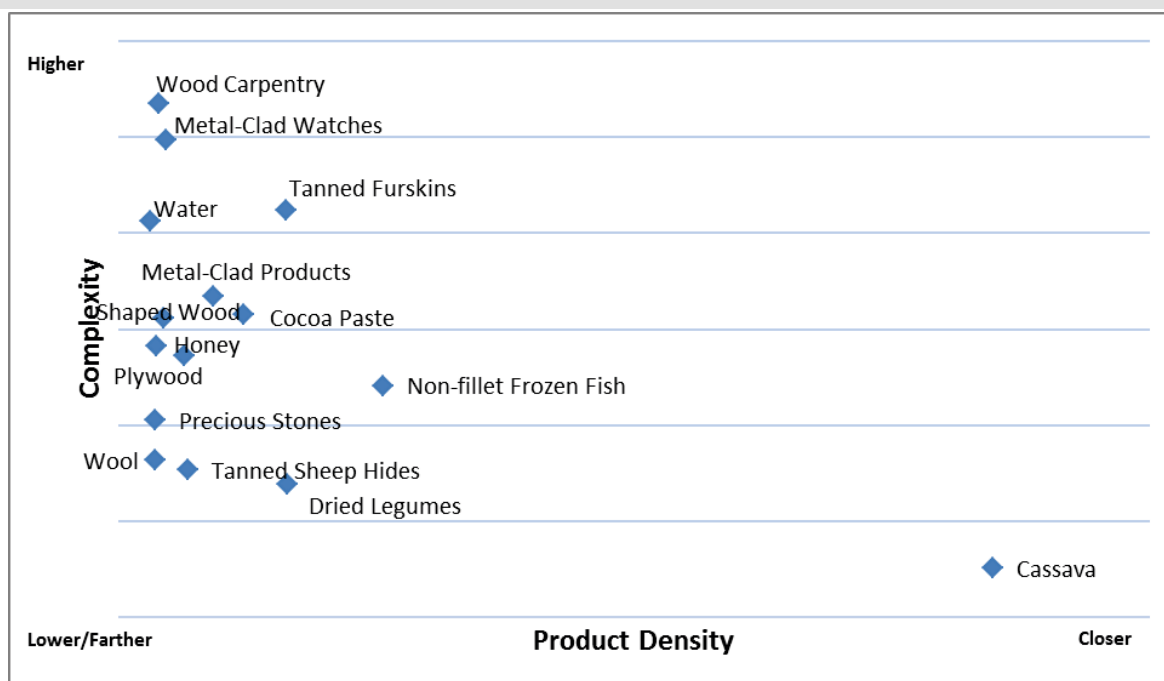 Higher
Wood Carpentry
Metal-Clad Watches
Tanned Furskins
Water
Metal-Clad Products
Shaped Wood
Cocoa Paste
Complexity
Honey
Plywood
Non-fillet Frozen Fish
Precious Stones
Wool
Tanned Sheep Hides
Dried Legumes
Cassava
Lower/Farther
Product Density
Closer